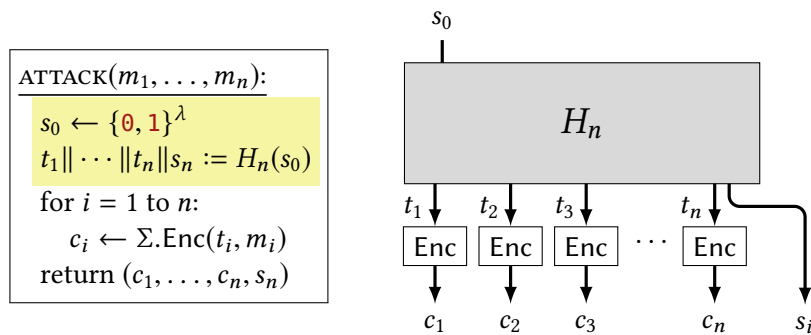 ATTACK(m₁, . . . , mₙ):
s₀ ← {0, 1}^λ
t₁‖ · · · ‖tₙ‖sₙ := Hₙ(s₀)
for i = 1 to n:
cᵢ ← Σ.Enc(tᵢ, mᵢ)
return (c₁, . . . , cₙ, sₙ)
s₀
Hₙ
t₁ t₂ t₃ tₙ
Enc Enc Enc · · · Enc
c₁ c₂ c₃ cₙ sᵢ